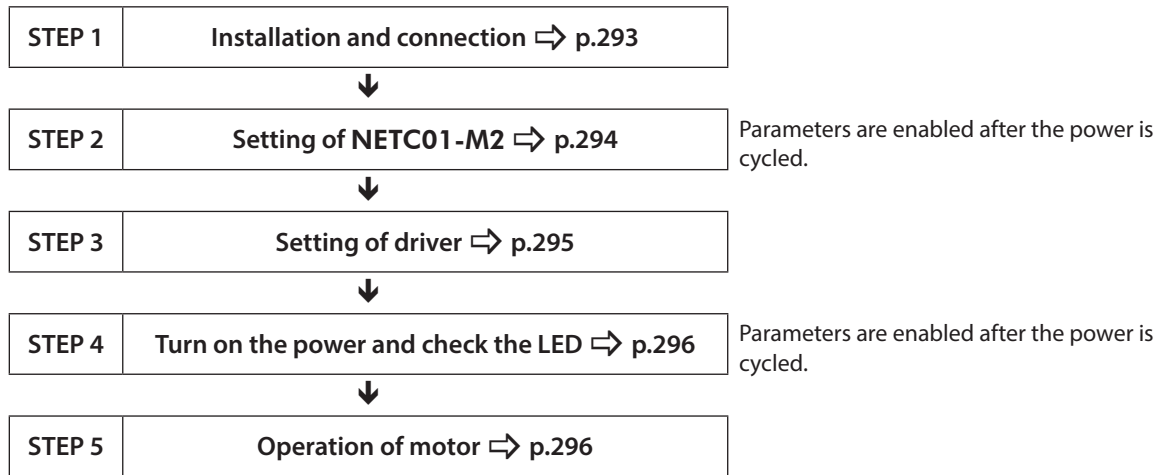 STEP 1 Installation and connection ⇨ p.293
STEP 2 Setting of NETC01-M2 ⇨ p.294
Parameters are enabled after the power is
cycled.
STEP 3 Setting of driver ⇨ p.295
STEP 4 Turn on the power and check the LED ⇨ p.296
Parameters are enabled after the power is
cycled.
STEP 5 Operation of motor ⇨ p.296